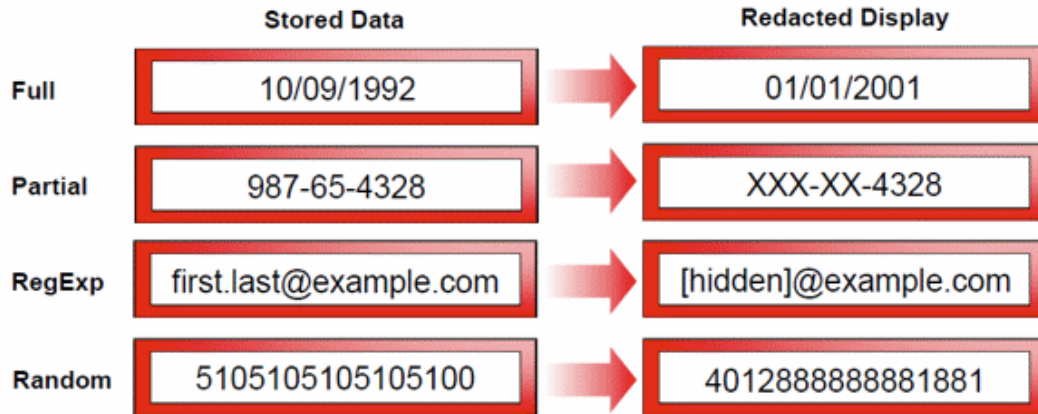 Stored Data Redacted Display
Full 10/09/1992 01/01/2001
Partial 987-65-4328 XXX-XX-4328
RegExp first.last@example.com [hidden]@example.com
Random 5105105105105100 4012888888881881